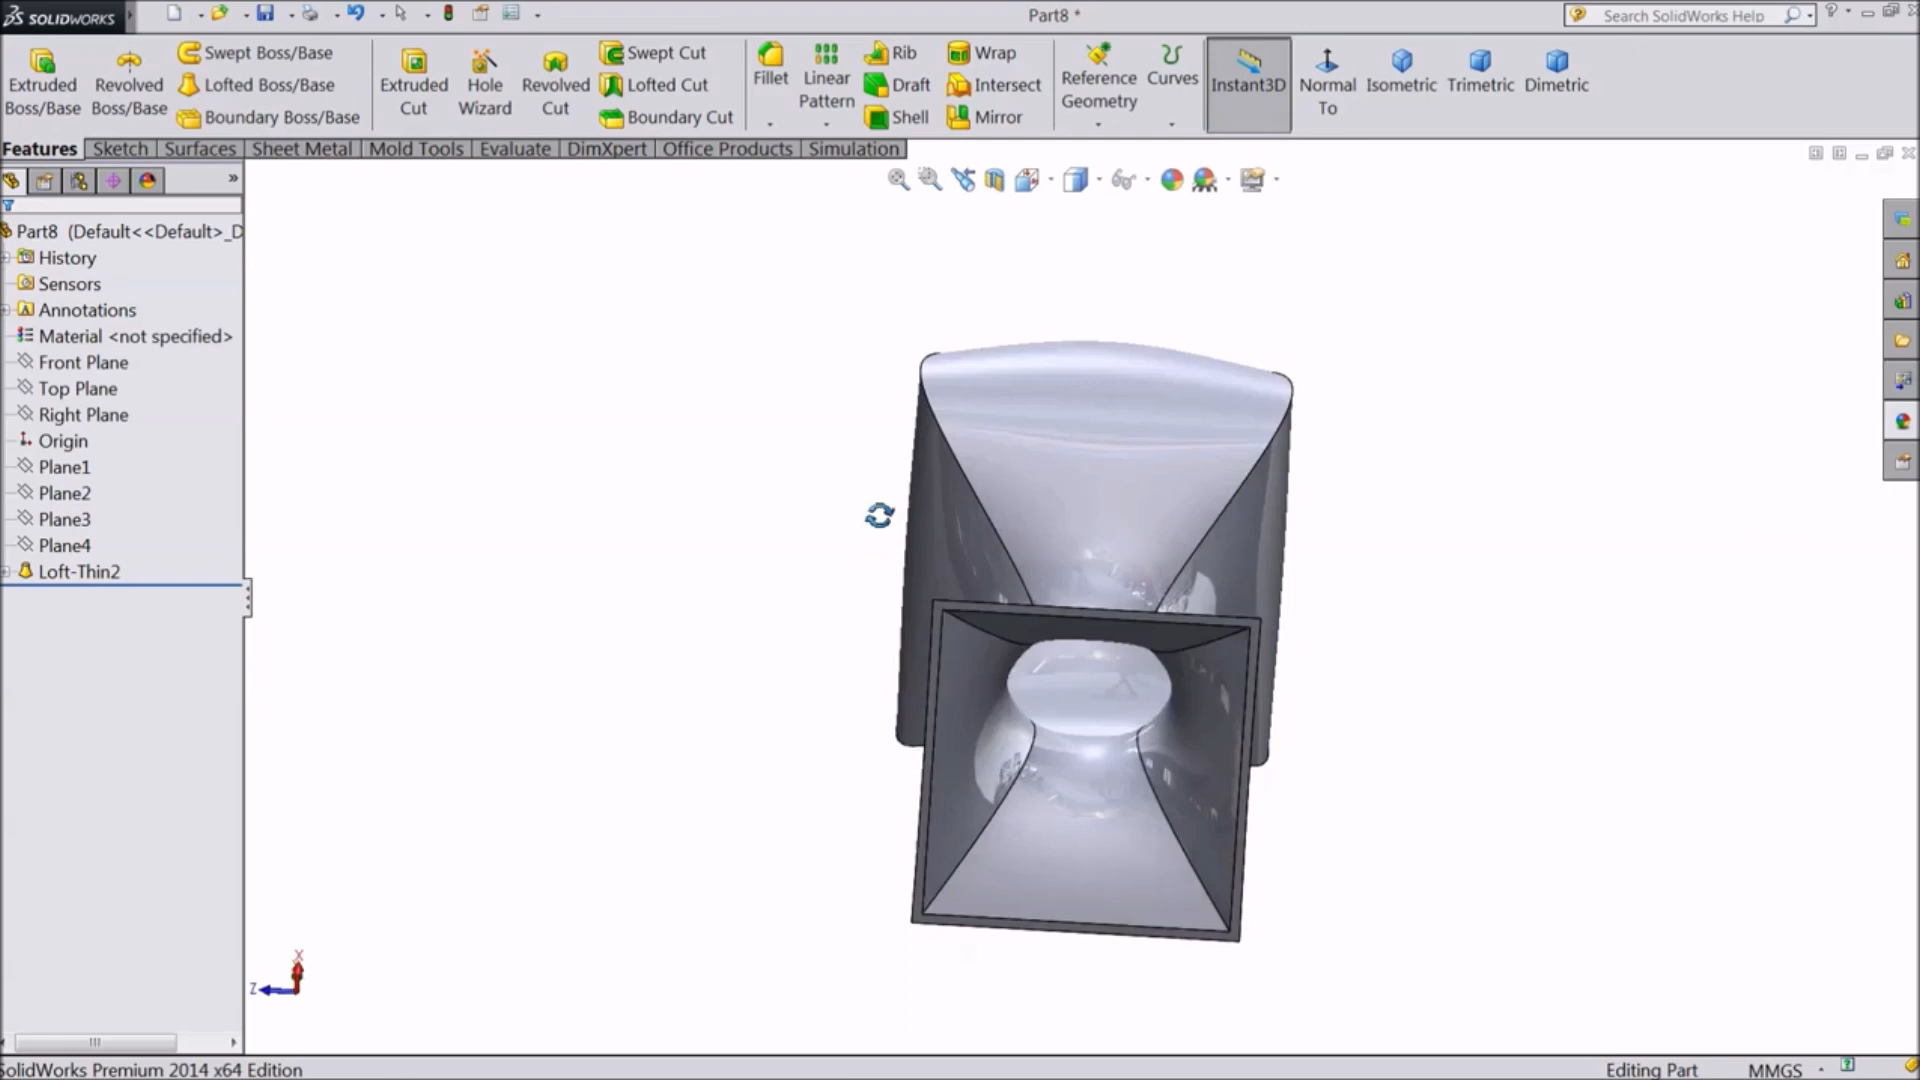 SOLIDWORKS
Part8 *
Search SolidWorks Help
Extruded Boss/Base
Revolved Boss/Base
Swept Boss/Base
Lofted Boss/Base
Boundary Boss/Base
Extruded Cut
Hole Wizard
Revolved Cut
Swept Cut
Lofted Cut
Boundary Cut
Fillet
Linear Pattern
Rib
Draft
Shell
Wrap
Intersect
Mirror
Reference Geometry
Curves
Instant3D
Normal To
Isometric
Trimetric
Dimetric
Features
Sketch
Surfaces
Sheet Metal
Mold Tools
Evaluate
DimXpert
Office Products
Simulation
Part8 (Default<<Default>_D
History
Sensors
Annotations
Material <not specified>
Front Plane
Top Plane
Right Plane
Origin
Plane1
Plane2
Plane3
Plane4
Loft-Thin2
X
Z
SolidWorks Premium 2014 x64 Edition
Editing Part
MMGS